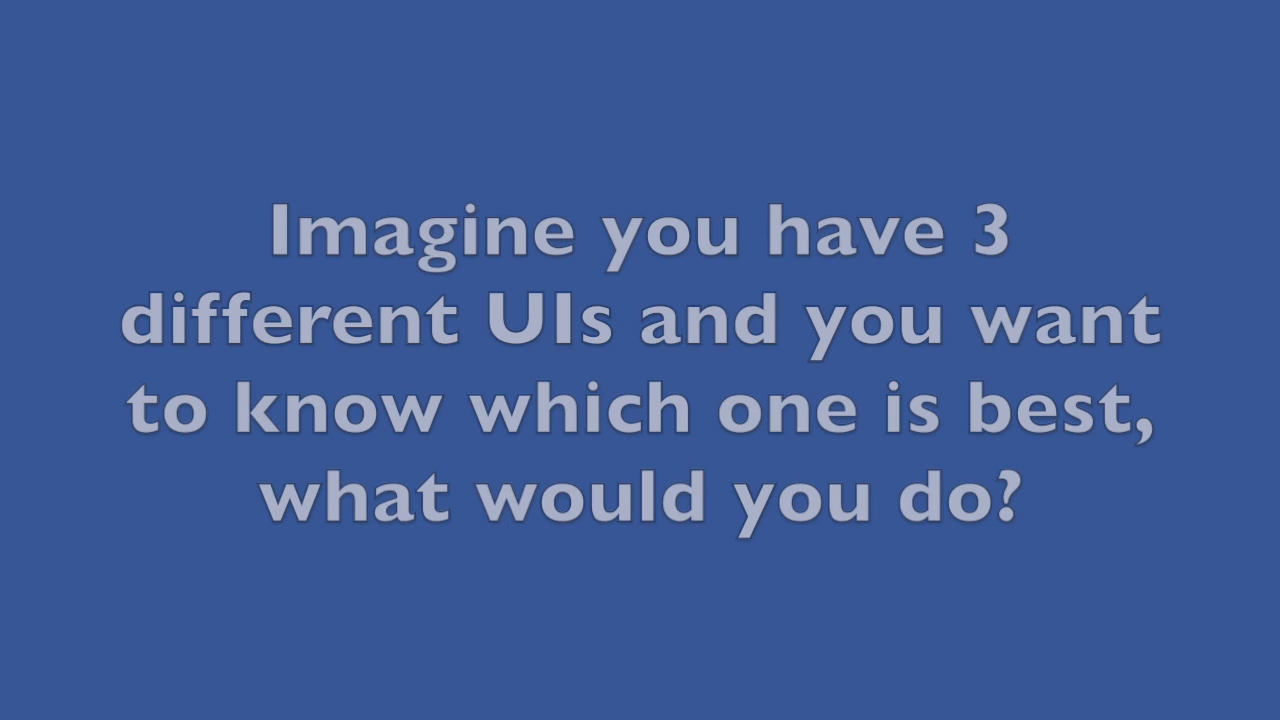 Imagine you have 3
different UIs and you want
to know which one is best,
what would you do?